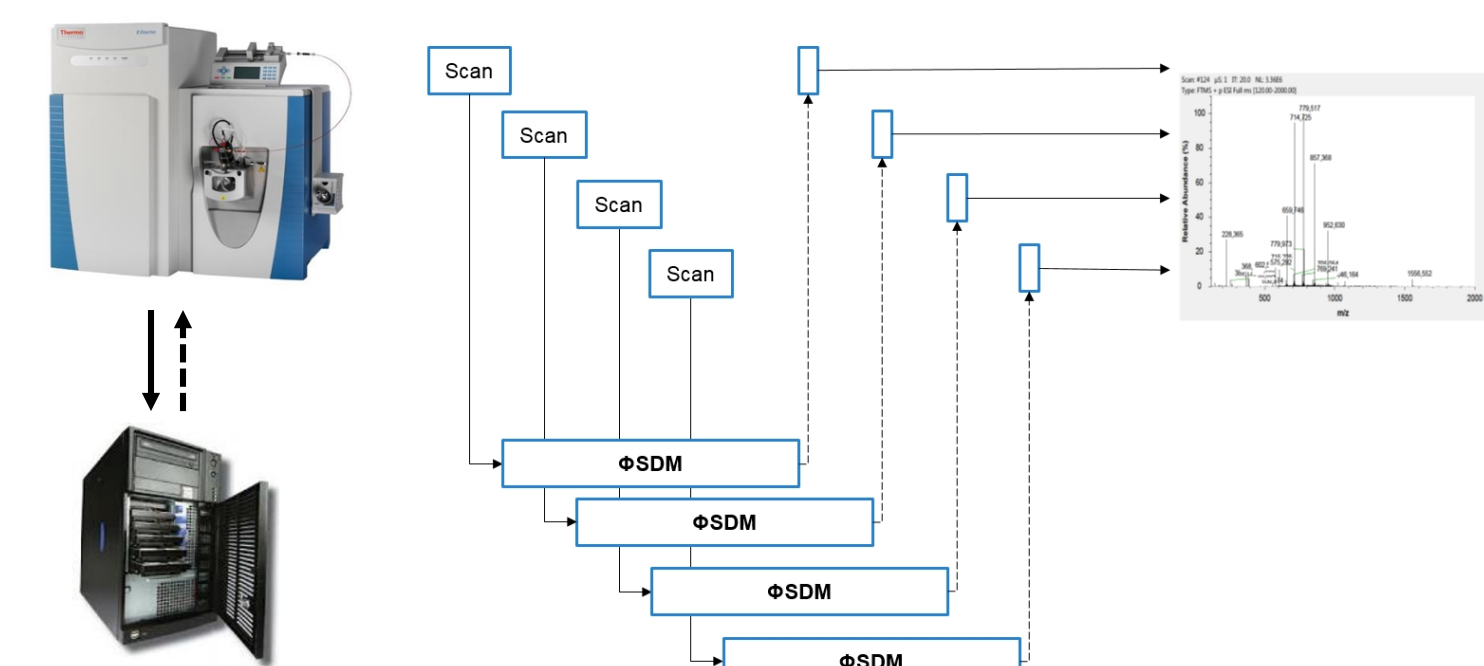 Thermo
Scan
Scan
Scan
Scan
ΦSDM
ΦSDM
ΦSDM
ΦSDM
Scan: #124 µS: 1 IT: 20.0 NL: 3.36E6
Type: FTMS + p ESI Full ms [120.00-2000.00]
Relative Abundance (%)
100
80
60
40
20
0
779,517
714,725
857,368
659,746
952,630
228,365
779,973
575,292
769,241
368,
1556,552
500
1000
1500
2000
m/z